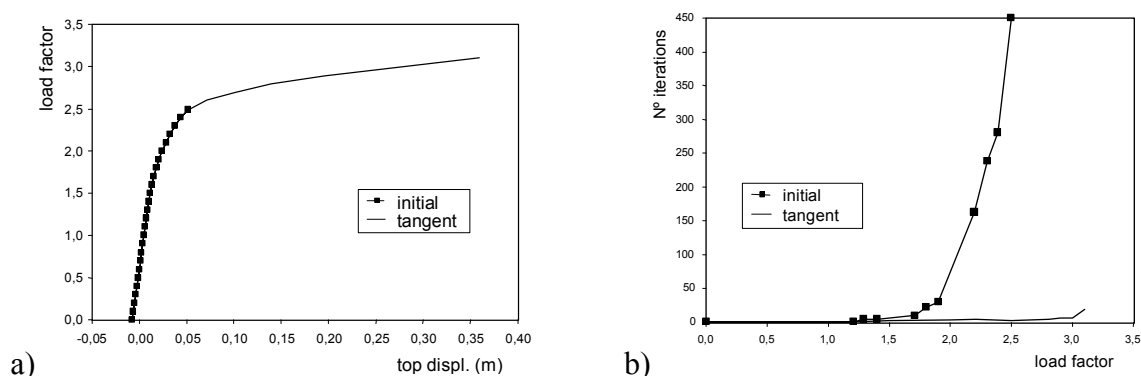 load factor
3,5
3,0
2,5
2,0
1,5
1,0
0,5
0,0
-0,05 0,00 0,05 0,10 0,15 0,20 0,25 0,30 0,35 0,40
top displ. (m)
initial
tangent
a)
Nº iterations
450
400
350
300
250
200
150
100
50
0
0,0 0,5 1,0 1,5 2,0 2,5 3,0 3,5
load factor
initial
tangent
b)